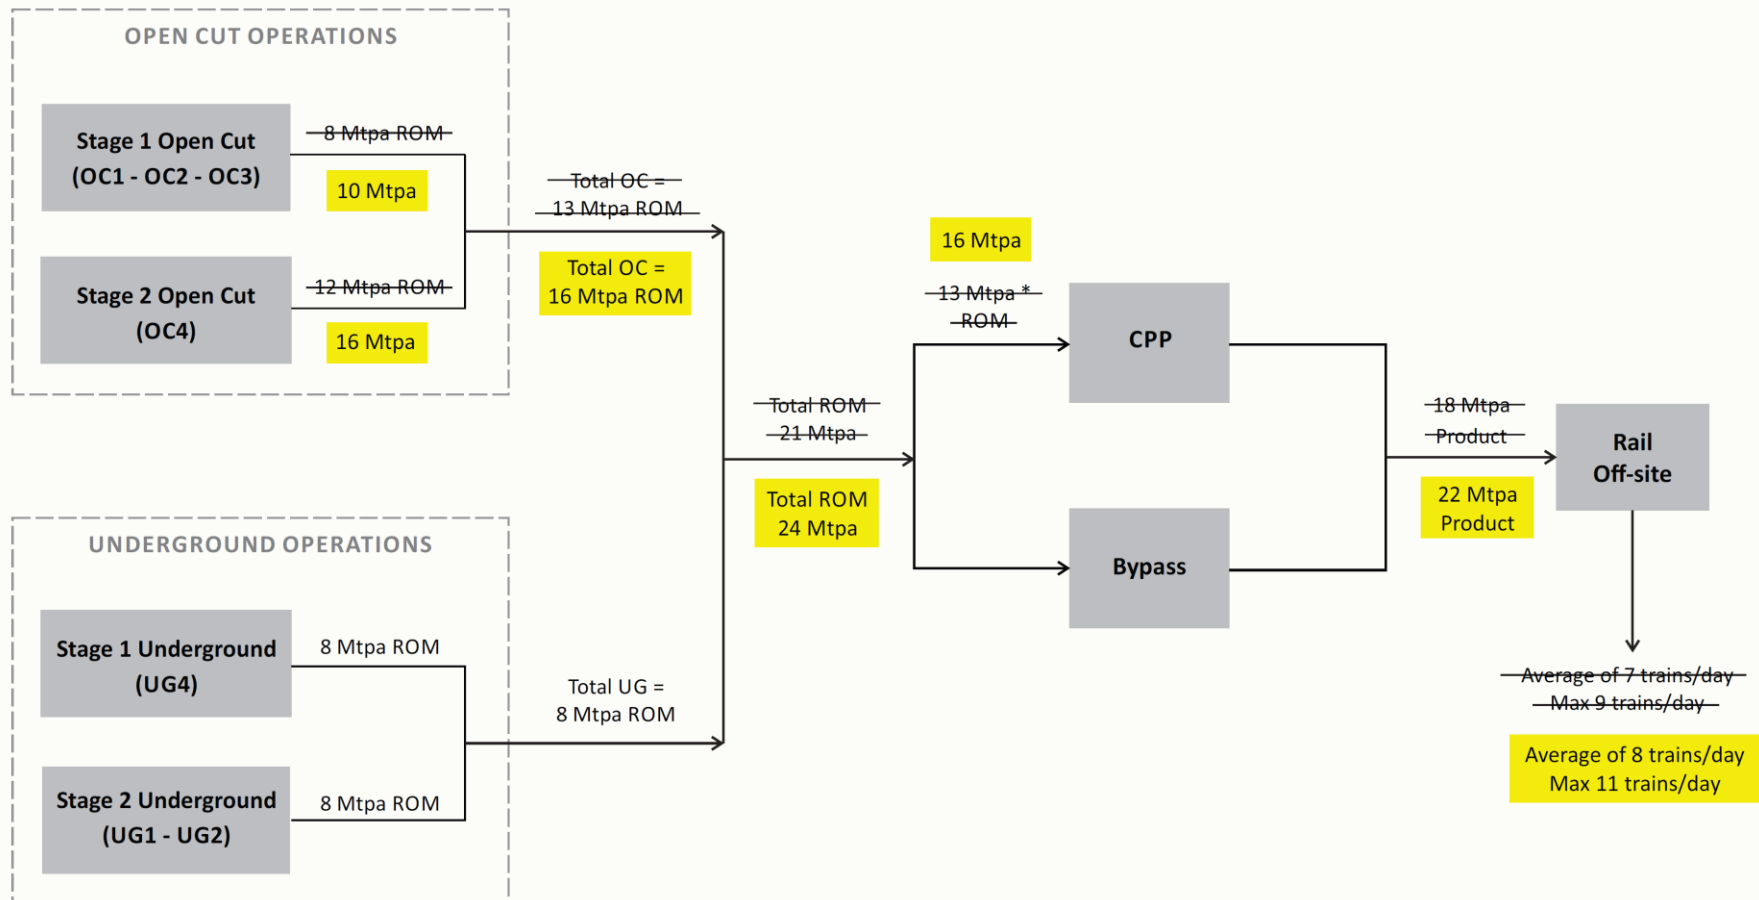 OPEN CUT OPERATIONS
Stage 1 Open Cut
(OC1 - OC2 - OC3)
8 Mtpa ROM
10 Mtpa
Stage 2 Open Cut
(OC4)
12 Mtpa ROM
16 Mtpa
Total OC =
13 Mtpa ROM
Total OC =
16 Mtpa ROM
UNDERGROUND OPERATIONS
Stage 1 Underground
(UG4)
8 Mtpa ROM
Stage 2 Underground
(UG1 - UG2)
8 Mtpa ROM
Total UG =
8 Mtpa ROM
Total ROM
21 Mtpa
Total ROM
24 Mtpa
16 Mtpa
13 Mtpa *
ROM
CPP
Bypass
18 Mtpa
Product
22 Mtpa
Product
Rail
Off-site
Average of 7 trains/day
Max 9 trains/day
Average of 8 trains/day
Max 11 trains/day